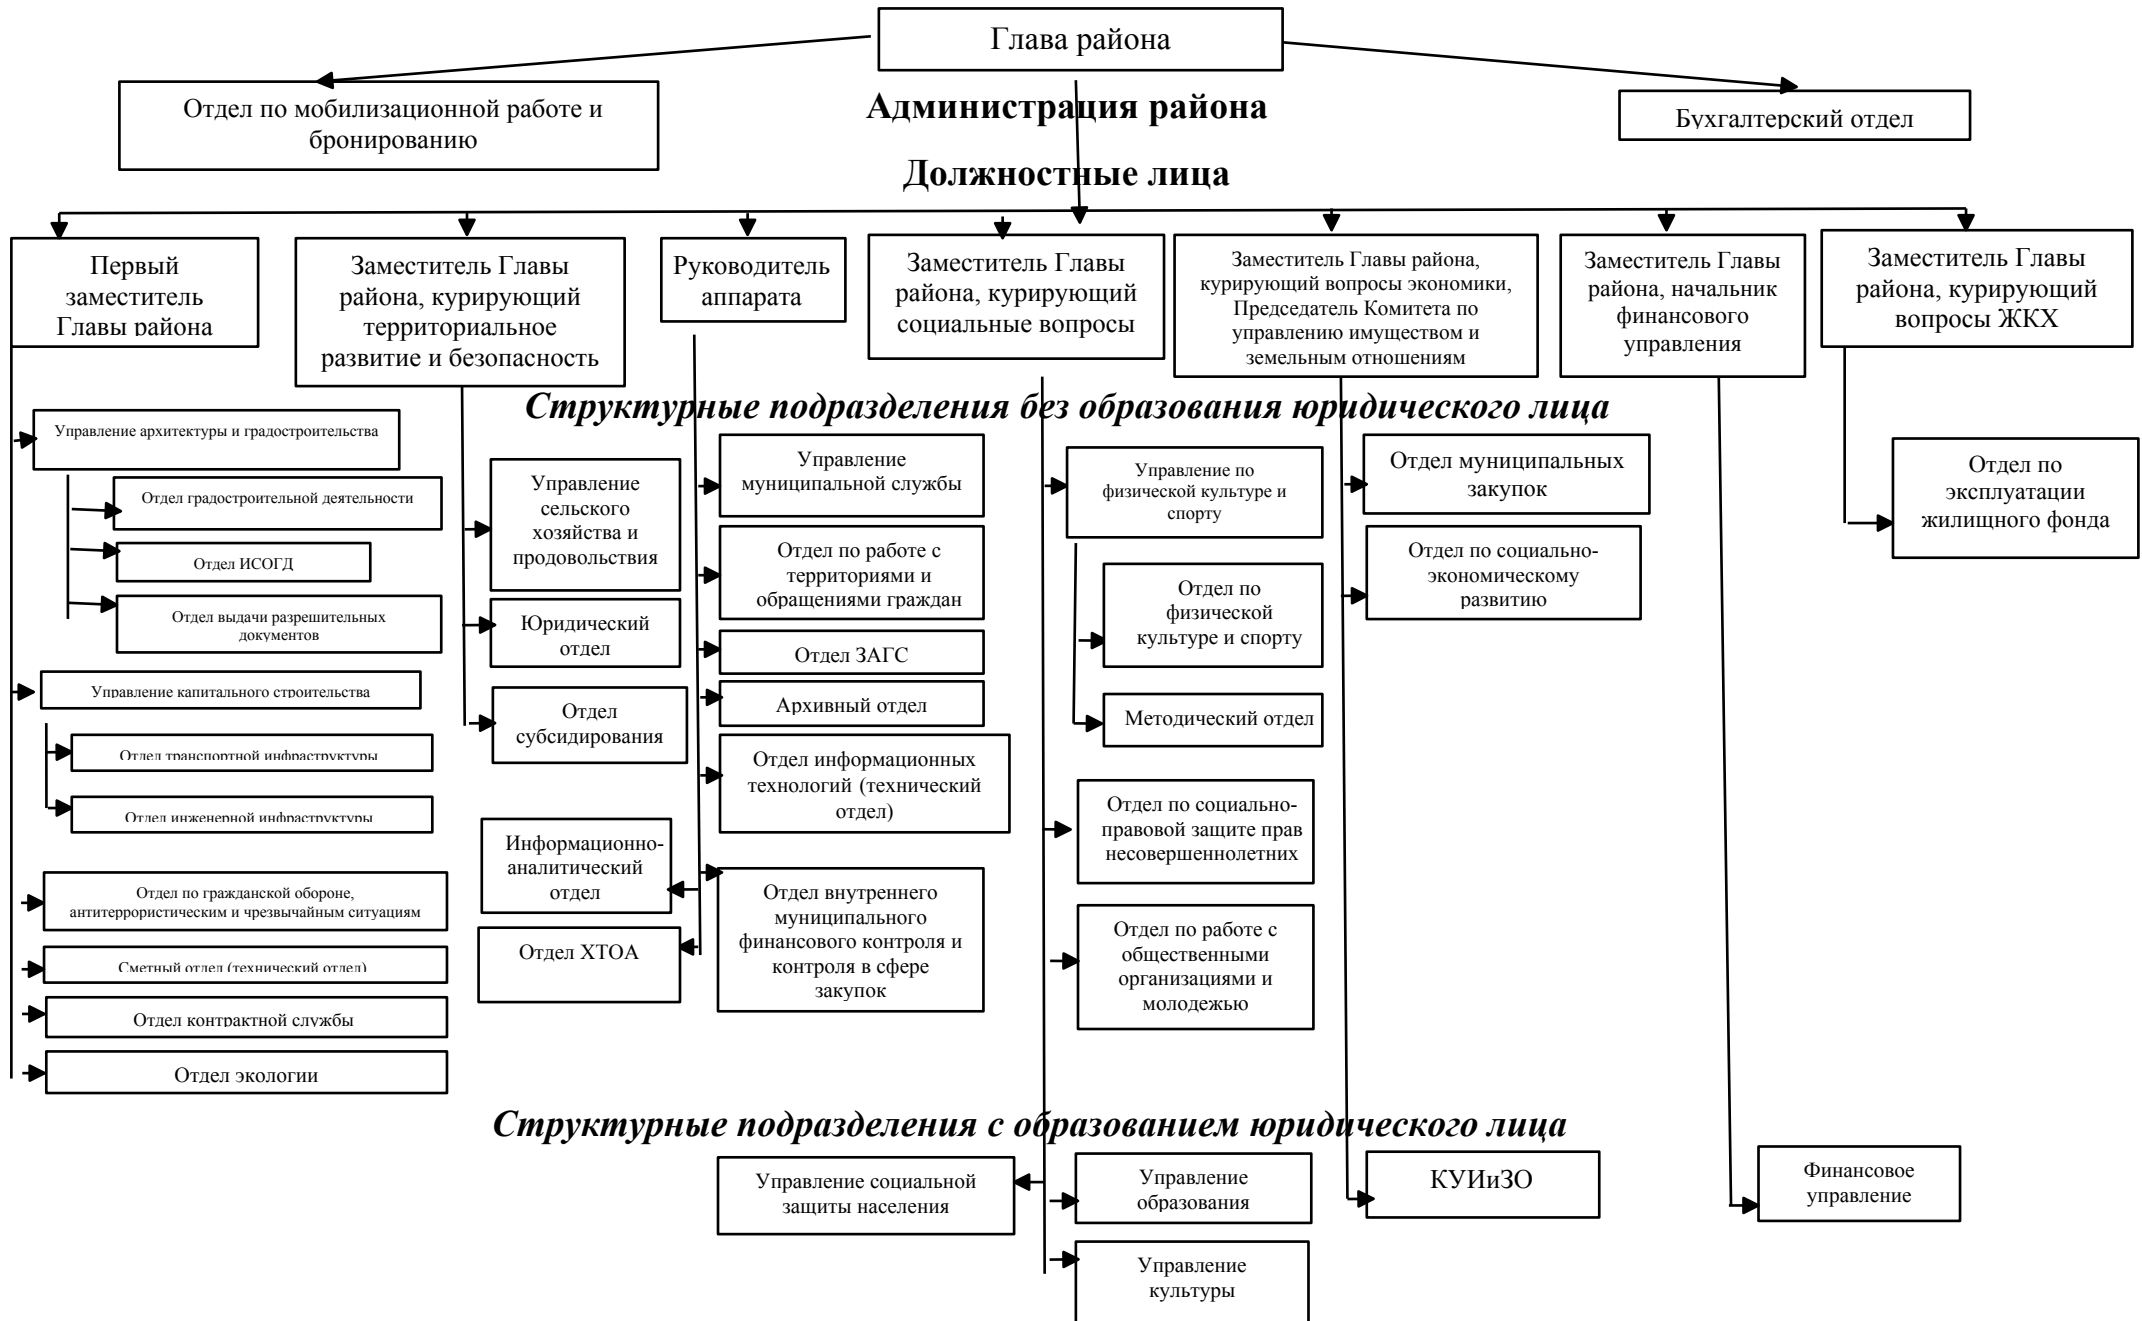 Глава района
Отдел по мобилизационной работе и
бронированию
Администрация района
Бухгалтерский отдел
Должностные лица
Первый
заместитель
Главы района
Заместитель Главы
района, курирующий
территориальное
развитие и безопасность
Руководитель
аппарата
Заместитель Главы
района, курирующий
социальные вопросы
Заместитель Главы района,
курирующий вопросы экономики,
Председатель Комитета по
управлению имуществом и
земельным отношениям
Заместитель Главы
района, начальник
финансового
управления
Заместитель Главы
района, курирующий
вопросы ЖКХ
Структурные подразделения без образования юридического лица
Управление архитектуры и градостроительства
Отдел градостроительной деятельности
Отдел ИСОГД
Отдел выдачи разрешительных
документов
Управление капитального строительства
Отдел транспортной инфраструктуры
Отдел инженерной инфраструктуры
Отдел по гражданской обороне,
антитеррористическим и чрезвычайным ситуациям
Сметный отдел (технический отдел)
Отдел контрактной службы
Отдел экологии
Управление
сельского
хозяйства и
продовольствия
Юридический
отдел
Отдел
субсидирования
Информационно-
аналитический
отдел
Отдел ХТОА
Управление
муниципальной службы
Отдел по работе с
территориями и
обращениями граждан
Отдел ЗАГС
Архивный отдел
Отдел информационных
технологий (технический
отдел)
Отдел внутреннего
муниципального
финансового контроля и
контроля в сфере
закупок
Управление по
физической культуре и
спорту
Отдел по
физической
культуре и спорту
Методический отдел
Отдел по социально-
правовой защите прав
несовершеннолетних
Отдел по работе с
общественными
организациями и
молодежью
Отдел муниципальных
закупок
Отдел по социально-
экономическому
развитию
Отдел по
эксплуатации
жилищного фонда
Структурные подразделения с образованием юридического лица
Управление социальной
защиты населения
Управление
образования
Управление
культуры
КУИиЗО
Финансовое
управление